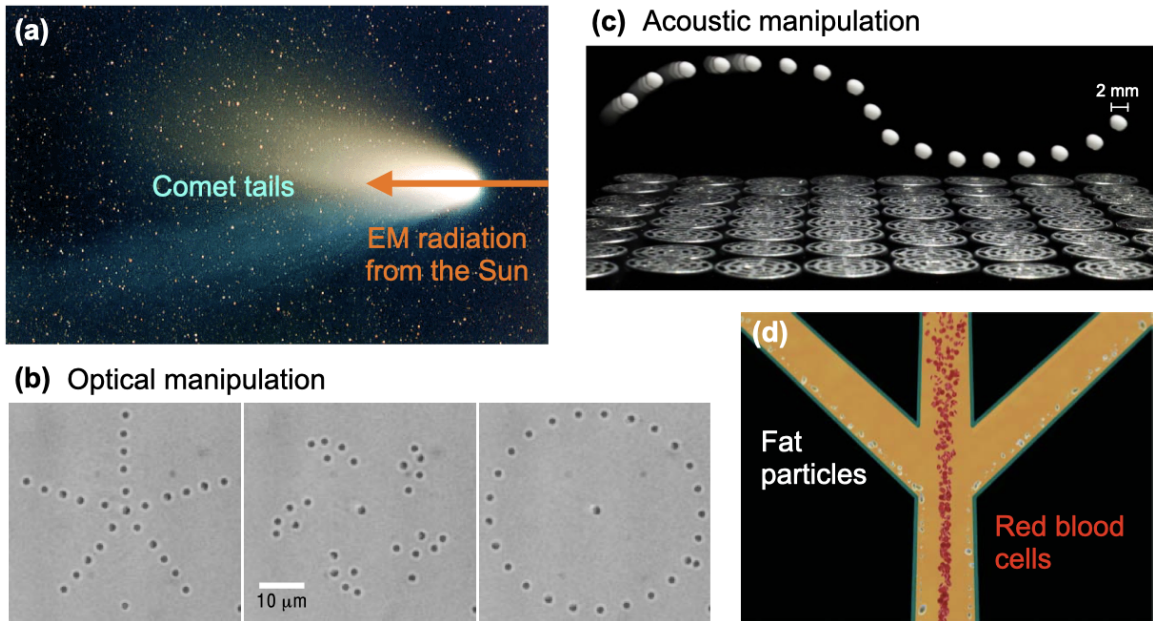 (a)
Comet tails
EM radiation
from the Sun
(b) Optical manipulation
10 µm
(c) Acoustic manipulation
2 mm
(d)
Fat
particles
Red blood
cells